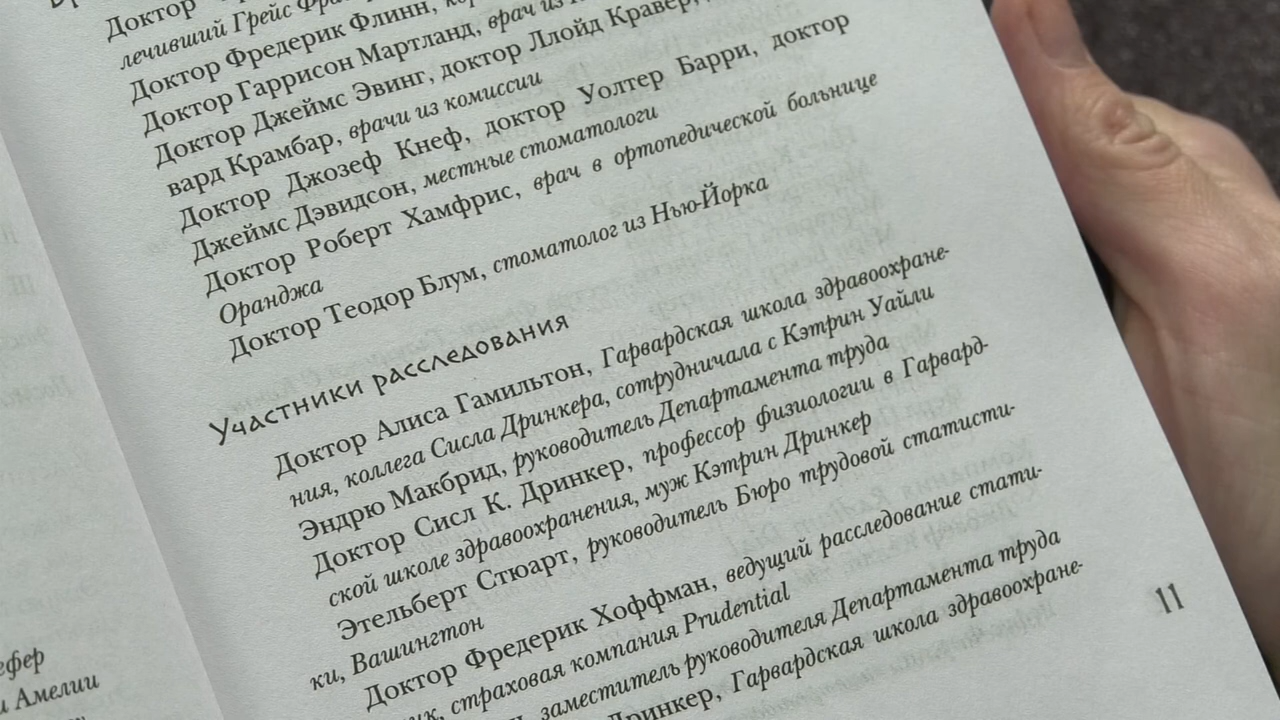 Доктор
лечивший Грейс
Доктор Фредерик Флинн,
Доктор Гаррисон Мартланд, врач из
Доктор Джеймс Эвинг, доктор Ллойд Кравер,
вард Крамбар, врачи из комиссии
Доктор Джозеф Кнеф, доктор Уолтер Барри, доктор
Джеймс Дэвидсон, местные стоматологи
Доктор Роберт Хамфрис, врач в ортопедической больнице
Оранджа
Доктор Теодор Блум, стоматолог из Нью-Йорка
Участники расследования
Доктор Алиса Гамильтон, Гарвардская школа здравоохране-
ния, коллега Сисла Дринкера, сотрудничала с Кэтрин Уайли
Эндрю Макбрид, руководитель Департамента труда
Доктор Сисл К. Дринкер, профессор физиологии в Гарвард-
ской школе здравоохранения, муж Кэтрин Дринкер
Этельберт Стюарт, руководитель Бюро трудовой статисти-
ки, Вашингтон
Доктор Фредерик Хоффман, ведущий расследование стати-
страховая компания Prudential
заместитель руководителя Департамента труда
Дринкер, Гарвардская школа здравоохране-
11
ефер
и Амелии